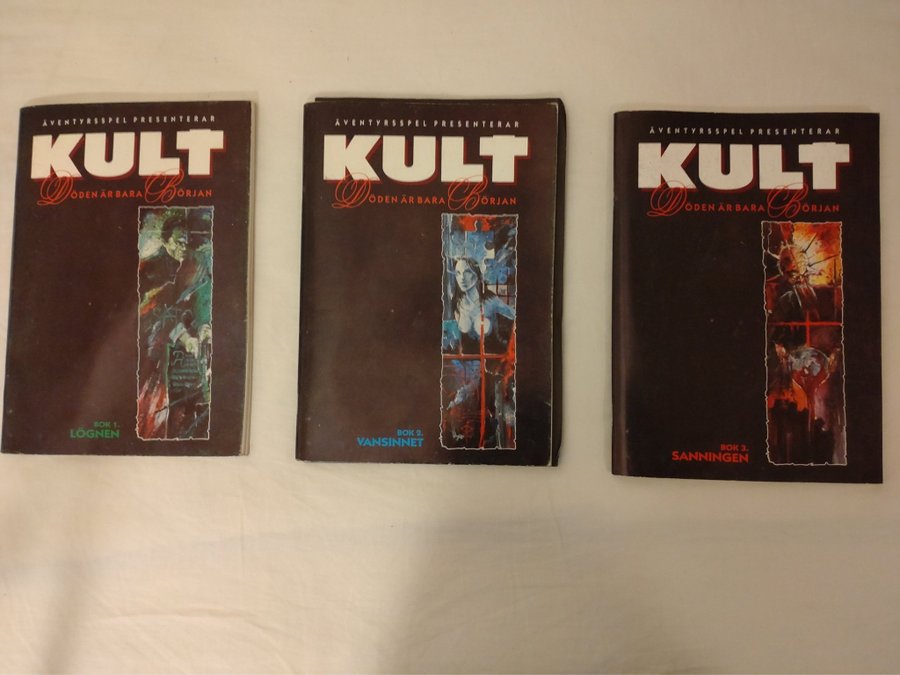 ÄVENTYRSSPEL PRESENTERAR
KULT
DÖDEN ÄR BARA BÖRJAN
BOK 1.
LÖGNEN
ÄVENTYRSSPEL PRESENTERAR
KULT
DÖDEN ÄR BARA BÖRJAN
BOK 2.
VANSINNET
ÄVENTYRSSPEL PRESENTERAR
KULT
DÖDEN ÄR BARA BÖRJAN
BOK 3.
SANNINGEN